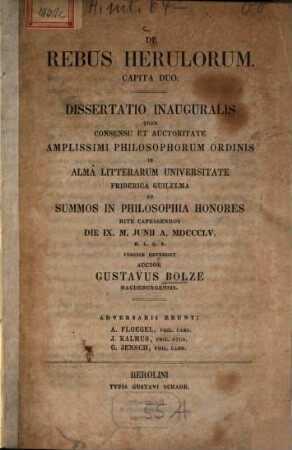 DE
REBUS HERULORUM.
CAPITA DUO.
DISSERTATIO INAUGURALIS
QUAM
CONSENSU ET AUCTORITATE
AMPLISSIMI PHILOSOPHORUM ORDINIS
IN
ALMA LITTERARUM UNIVERSITATE
FRIDERICA GUILELMA
AD
SUMMOS IN PHILOSOPHIA HONORES
RITE CAPESSENDOS
DIE IX. M. JUNII A. MDCCCLV.
H. L. Q. S.
PUBLICE DEFENDET
AUCTOR
GUSTAVUS BOLZE
MAGDEBURGENSIS.
ADVERSARII ERUNT:
A. FLOEGEL, PHIL. CAND.
J. KALMUS, PHIL. STUD.
G. JENSCH, PHIL. CAND.
BEROLINI
TYPIS GUSTAVI SCHADE.
55 A